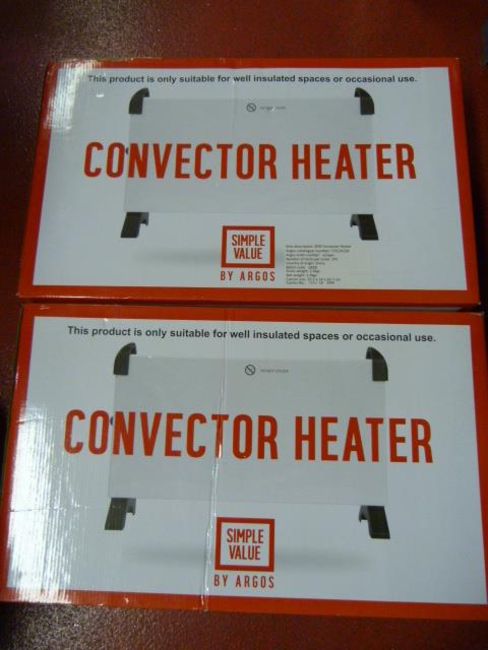 This product is only suitable for well insulated spaces or occasional use.
CONVECTOR HEATER
SIMPLE
VALUE
BY ARGOS
This product is only suitable for well insulated spaces or occasional use.
CONVECTOR HEATER
SIMPLE
VALUE
BY ARGOS